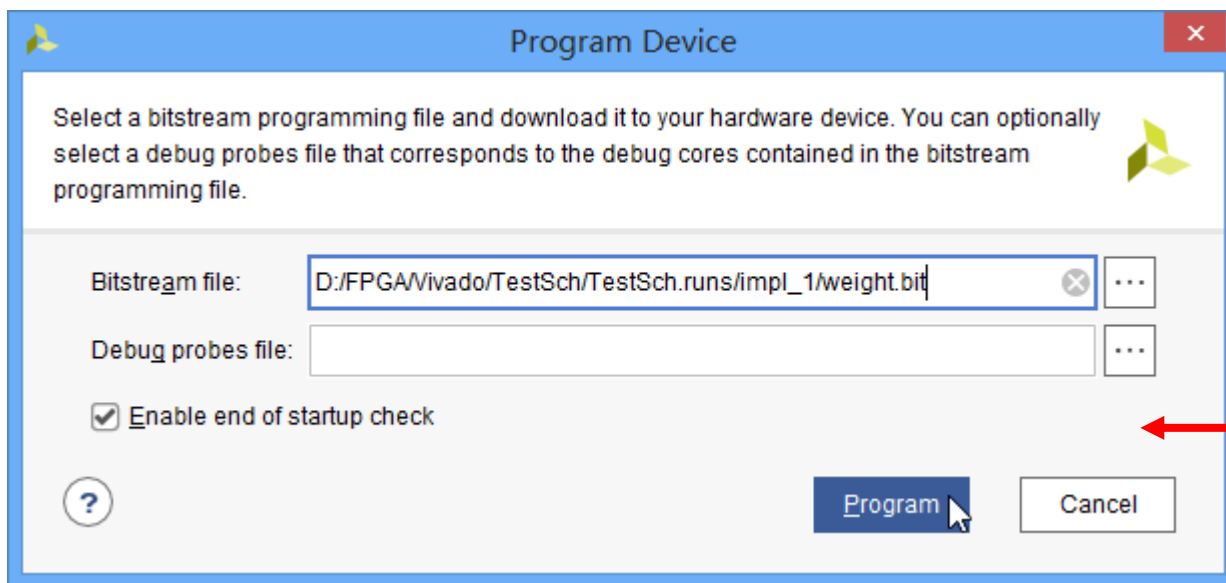 Program Device
Select a bitstream programming file and download it to your hardware device. You can optionally
select a debug probes file that corresponds to the debug cores contained in the bitstream
programming file.
Bitstream file: D:/FPGA/Vivado/TestSch/TestSch.runs/impl_1/weight.bit ...
Debug probes file: ...
Enable end of startup check
? Program Cancel